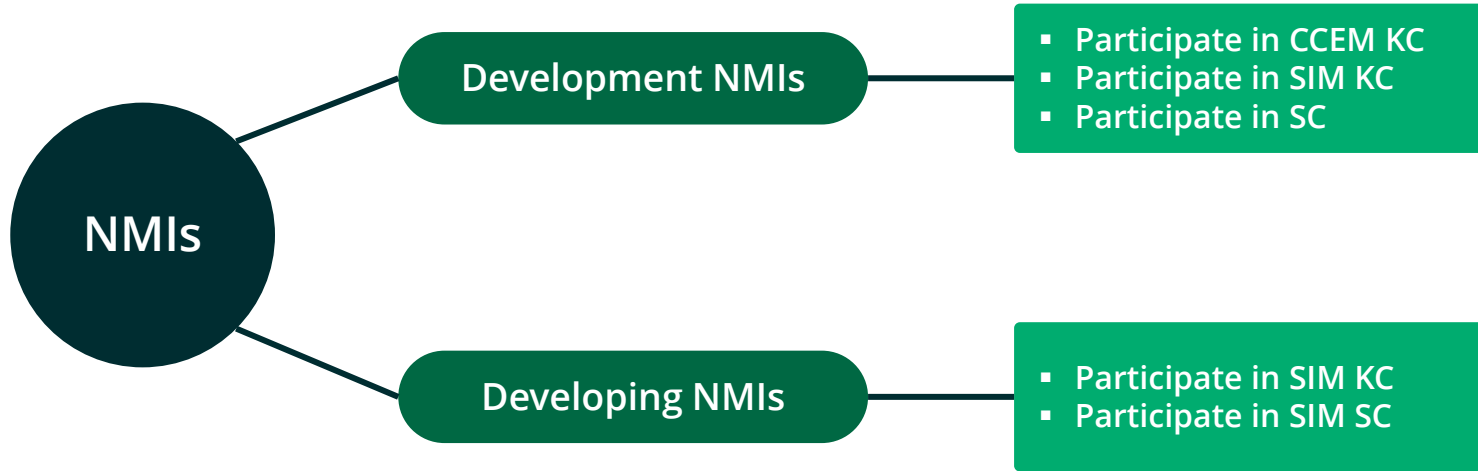 NMIs
Development NMIs
▪ Participate in CCEM KC
▪ Participate in SIM KC
▪ Participate in SC
Developing NMIs
▪ Participate in SIM KC
▪ Participate in SIM SC